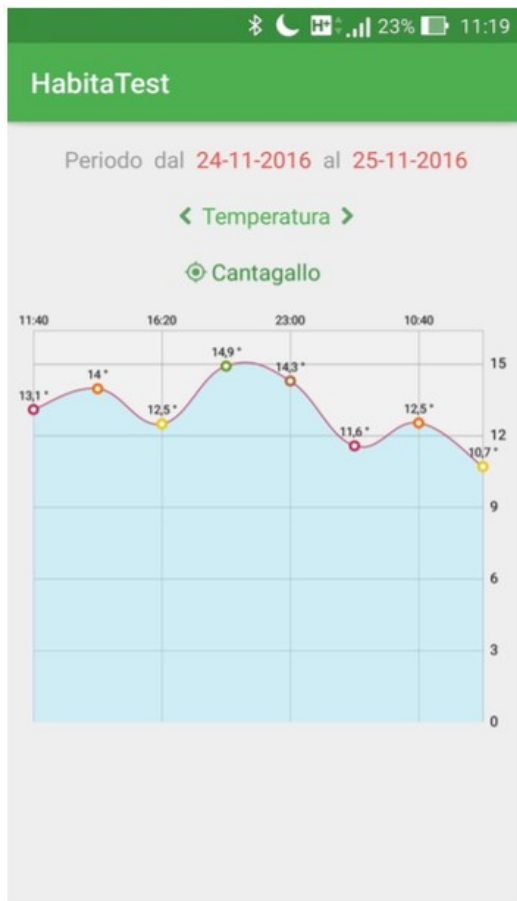 H+ 23% 11:19
HabitaTest
Periodo dal 24-11-2016 al 25-11-2016
Temperatura
Cantagallo
11:40 16:20 23:00 10:40
13,1 ° 14 ° 12,5 ° 14,9 ° 14,3 ° 11,6 ° 12,5 ° 10,7 °
15
12
9
6
3
0